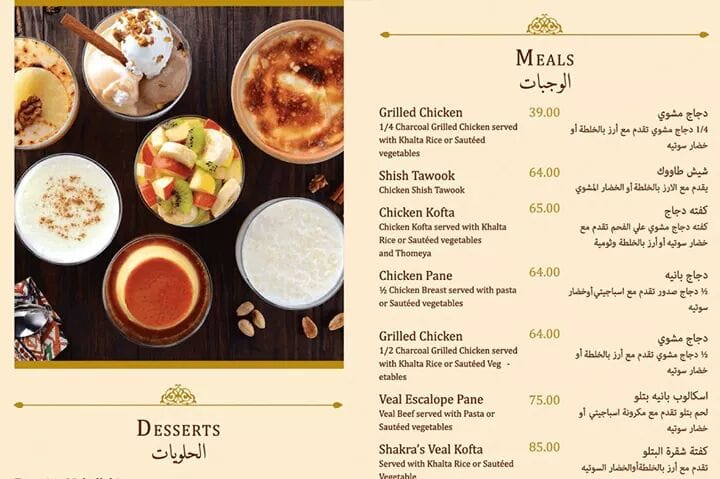 DESSERTS
الحلويات
MEALS
الوجبات
Grilled Chicken 39.00 دجاج مشوي
1/4 Charcoal Grilled Chicken served
with Khalta Rice or Sautéed
vegetables
1/4 دجاج مشوي تقدم مع أرز بالخلطة أو
خضار سوتيه
Shish Tawook 64.00 شيش طاووك
Chicken Shish Tawook
يقدم مع الارز بالخلطة أو الخضار المشوي
Chicken Kofta 65.00 كفته دجاج
Chicken Kofta served with Khalta
Rice or Sautéed vegetables
and Thomeya
كفته دجاج مشوي علي الفحم تقدم مع
خضار سوتيه أو أرز بالخلطة وثومية
Chicken Pane 64.00 دجاج بانيه
½ Chicken Breast served with pasta
or Sautéed vegetables
½ دجاج صدور تقدم مع اسباجيتي أوخضار
سوتيه
Grilled Chicken 64.00 دجاج مشوي
1/2 Charcoal Grilled Chicken served
with Khalta Rice or Sautéed Veg -
etables
½ دجاج مشوي تقدم مع أرز بالخلطة أو
خضار سوتيه
Veal Escalope Pane 75.00 اسكالوب بانيه بتلو
Veal Beef served with Pasta or
Sautéed vegetables
لحم بتلو تقدم مع مكرونة اسباجيتي أو
خضار سوتيه
Shakra's Veal Kofta 85.00 كفتة شقرة البتلو
Served with Khalta Rice or Sautéed
Vegetable
تقدم مع أرز بالخلطةأوالخضار السوتيه